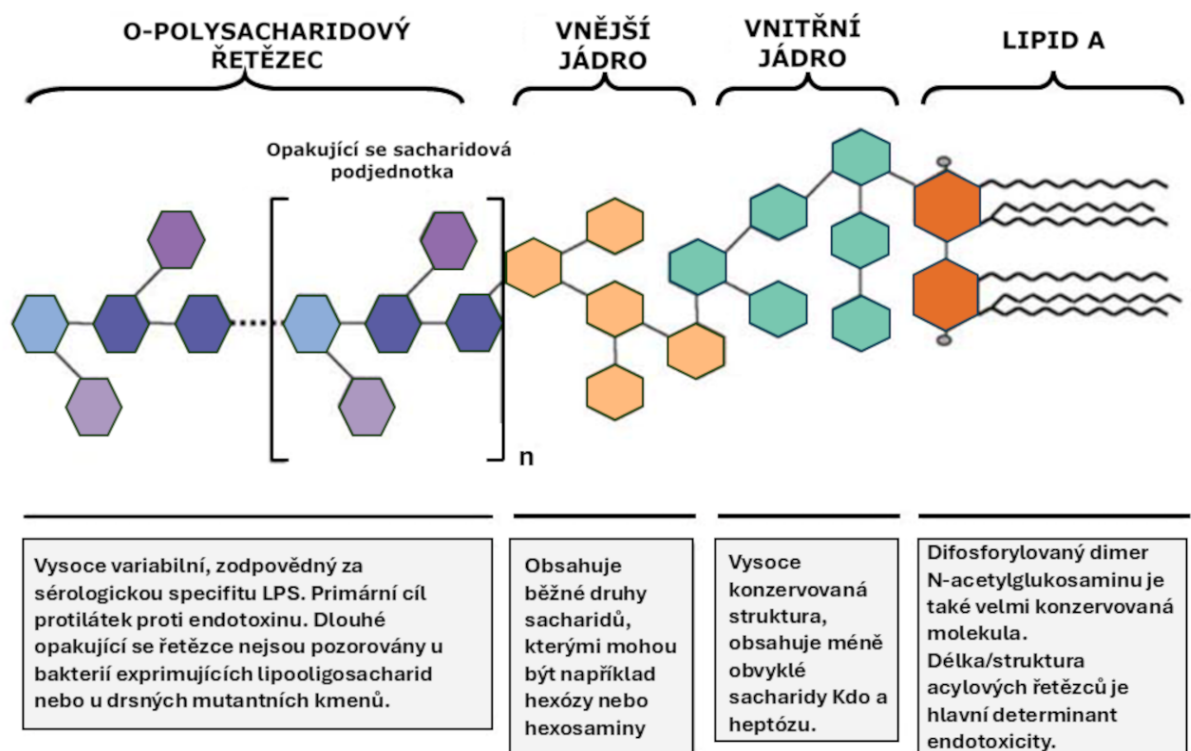 O-POLYSACHARIDOVÝ
ŘETĚZEC
VNĚJŠÍ
JÁDRO
VNITŘNÍ
JÁDRO
LIPID A
Opakující se sacharidová
podjednotka
n
Vysoce variabilní, zodpovědný za
sérologickou specifitu LPS. Primární cíl
protilátek proti endotoxinu. Dlouhé
opakující se řetězce nejsou pozorovány u
bakterií exprimujících lipooligosacharid
nebo u drsných mutantních kmenů.
Obsahuje
běžné druhy
sacharidů,
kterými mohou
být například
hexózy nebo
hexosaminy
Vysoce
konzervovaná
struktura,
obsahuje méně
obvyklé
sacharidy Kdo a
heptózu.
Difosforylovaný dimer
N-acetylglukosaminu je
také velmi konzervovaná
molekula.
Délka/struktura
acylových řetězců je
hlavní determinant
endotoxicity.